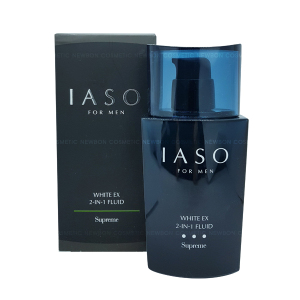 IASO
FOR MEN
WHITE EX
2-IN-1 FLUID
Supreme
IASO
FOR MEN
WHITE EX
2-IN-1 FLUID
Supreme